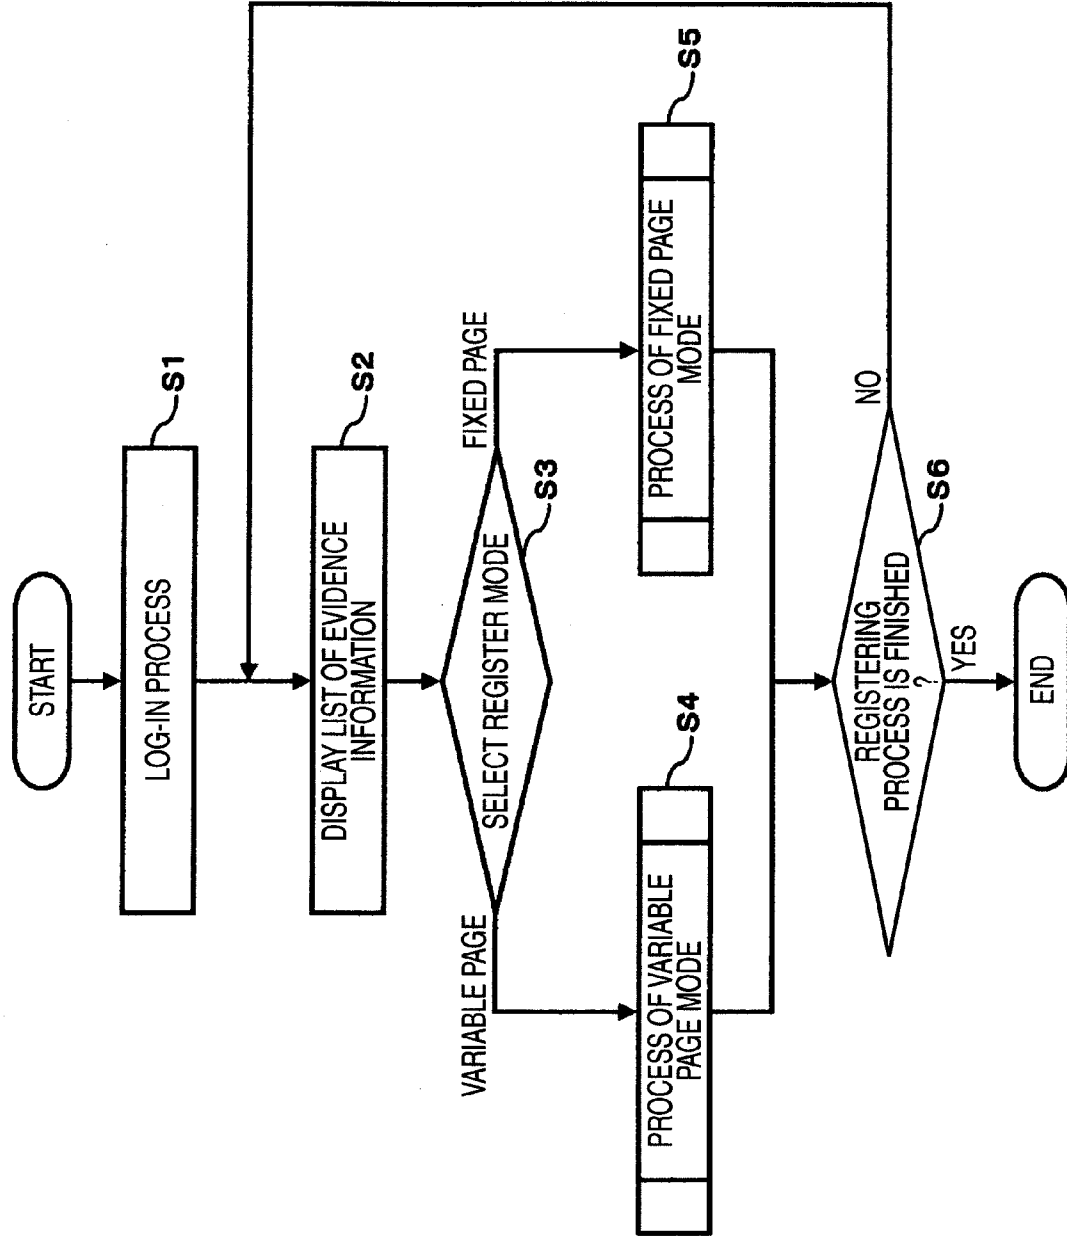 START
LOG-IN PROCESS
S1
DISPLAY LIST OF EVIDENCE
INFORMATION
S2
SELECT REGISTER MODE
S3
VARIABLE PAGE
FIXED PAGE
PROCESS OF VARIABLE
PAGE MODE
S4
PROCESS OF FIXED PAGE
MODE
S5
REGISTERING
PROCESS IS FINISHED
?
S6
NO
YES
END